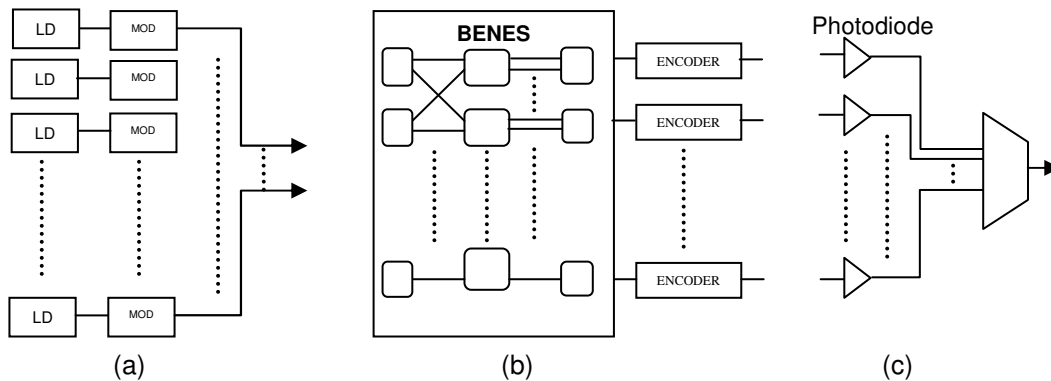 LD MOD
LD MOD
LD MOD
LD MOD
(a)
BENES
ENCODER
ENCODER
ENCODER
(b)
Photodiode
(c)